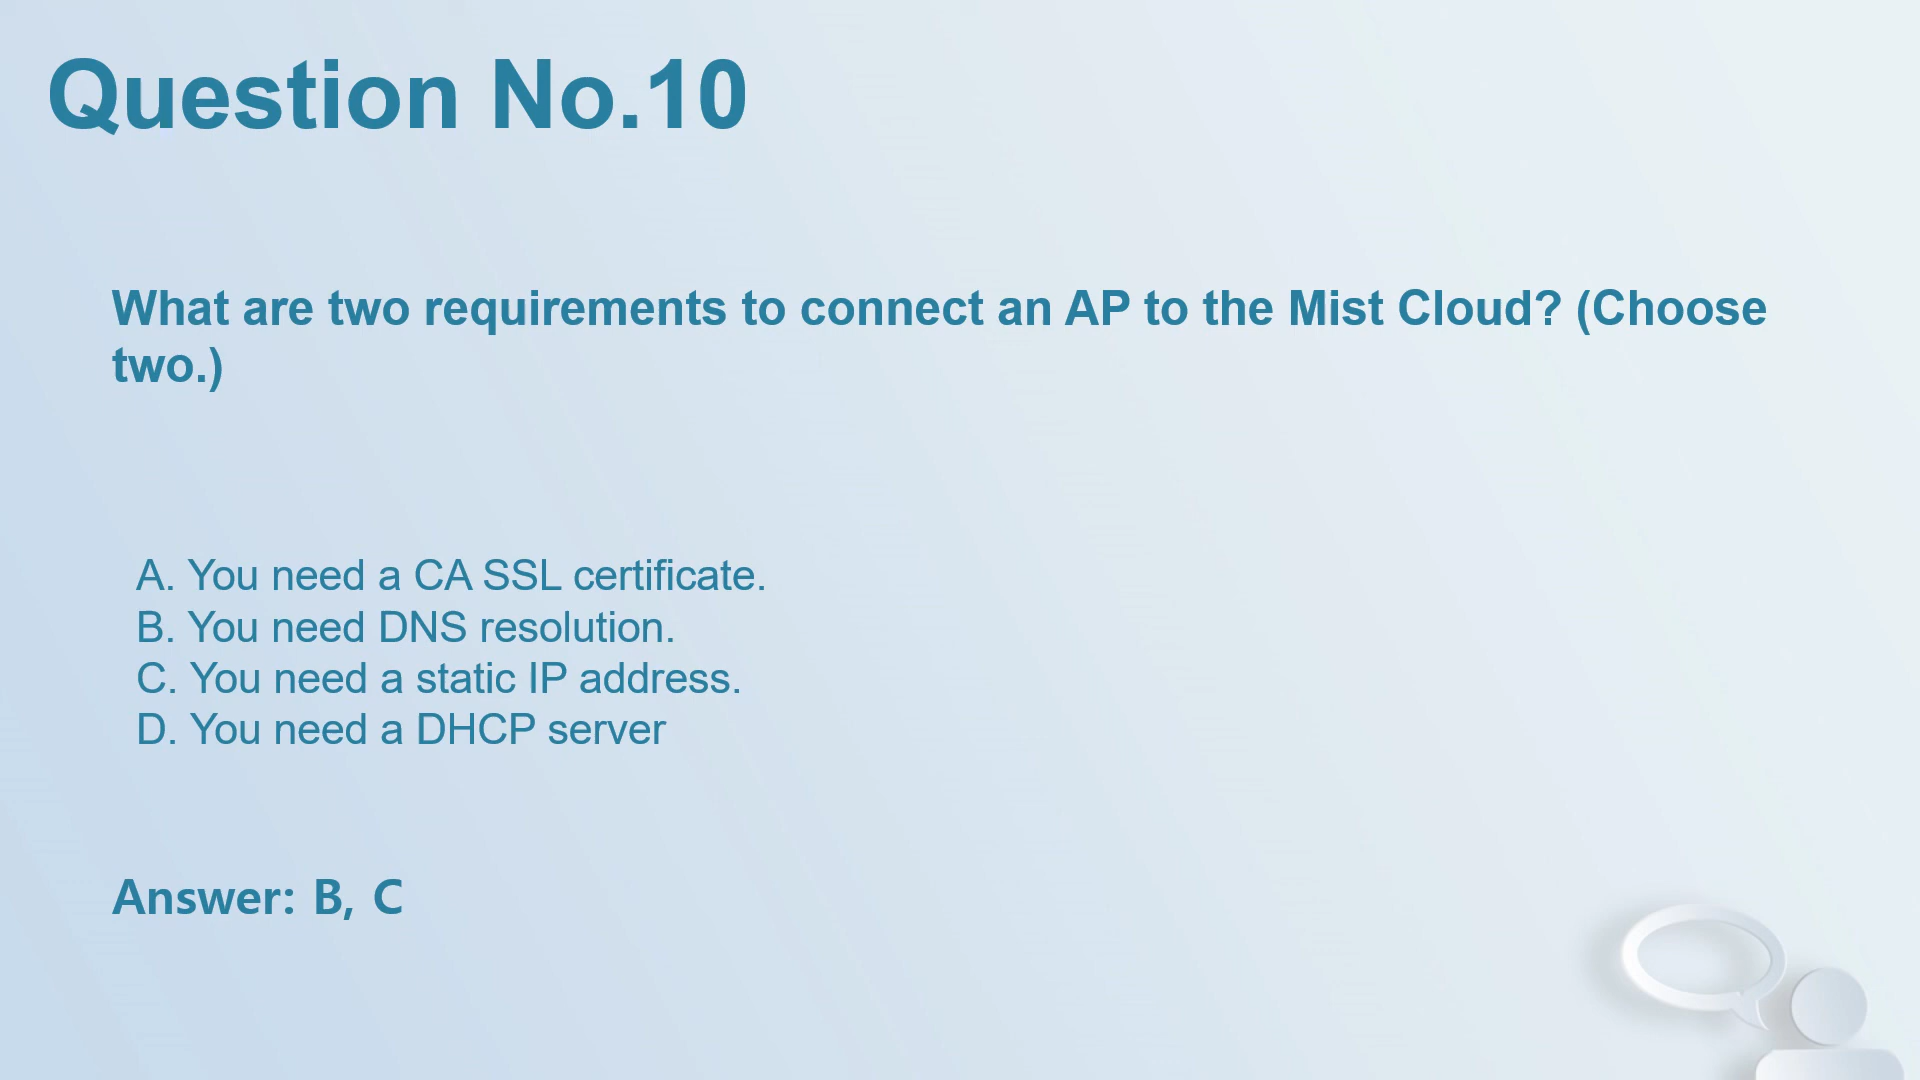 Question No.10
What are two requirements to connect an AP to the Mist Cloud? (Choose
two.)
A. You need a CA SSL certificate.
B. You need DNS resolution.
C. You need a static IP address.
D. You need a DHCP server
Answer: B, C